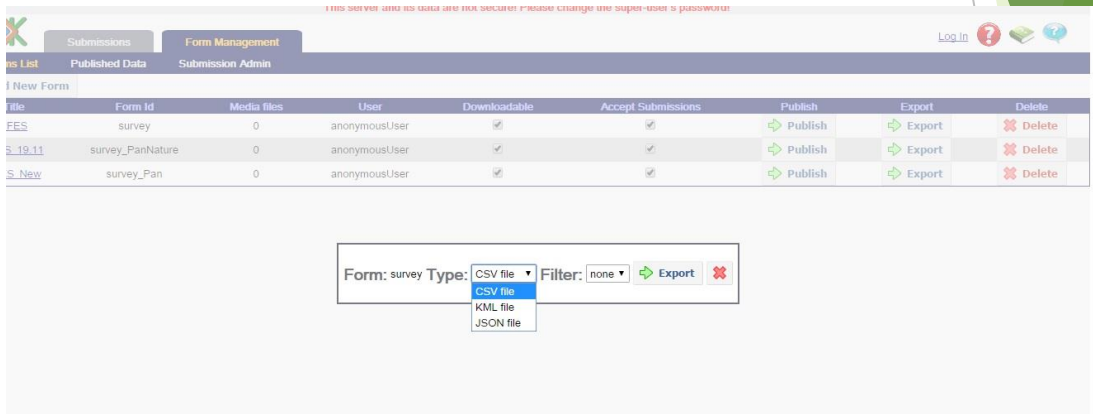 This server and its data are not secure! Please change the super-user's password!
Submissions Form Management Log In
ms List Published Data Submission Admin
d New Form
Title Form Id Media files User Downloadable Accept Submissions Publish Export Delete
FES survey 0 anonymousUser Publish Export Delete
S_19.11 survey_PanNature 0 anonymousUser Publish Export Delete
S_New survey_Pan 0 anonymousUser Publish Export Delete
Form: survey Type: CSV file Filter: none Export
CSV file
KML file
JSON file